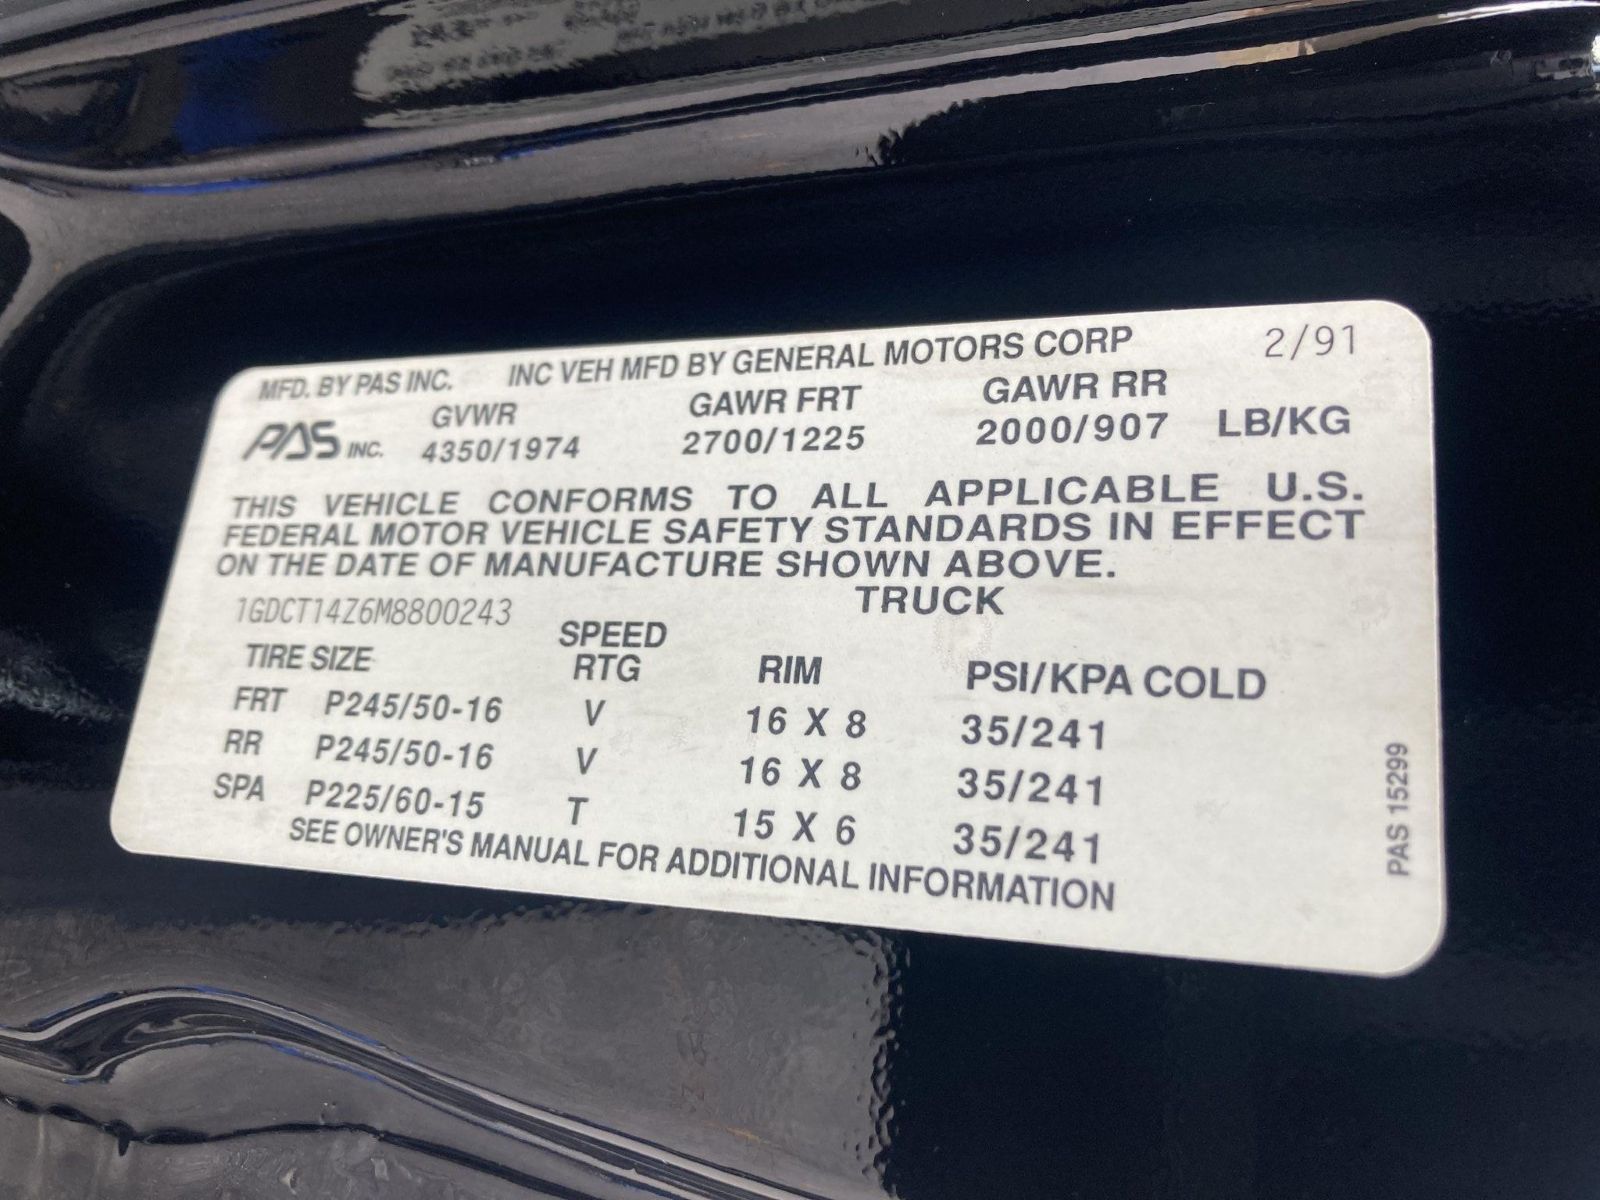 MFD. BY PAS INC. INC VEH MFD BY GENERAL MOTORS CORP 2/91
GVWR GAWR FRT GAWR RR
PAS INC. 4350/1974 2700/1225 2000/907 LB/KG
THIS VEHICLE CONFORMS TO ALL APPLICABLE U.S.
FEDERAL MOTOR VEHICLE SAFETY STANDARDS IN EFFECT
ON THE DATE OF MANUFACTURE SHOWN ABOVE.
1GDCT14Z6M8800243 TRUCK
TIRE SIZE SPEED RTG RIM PSI/KPA COLD
FRT P245/50-16 V 16 X 8 35/241
RR P245/50-16 V 16 X 8 35/241
SPA P225/60-15 T 15 X 6 35/241
SEE OWNER'S MANUAL FOR ADDITIONAL INFORMATION
PAS 15299